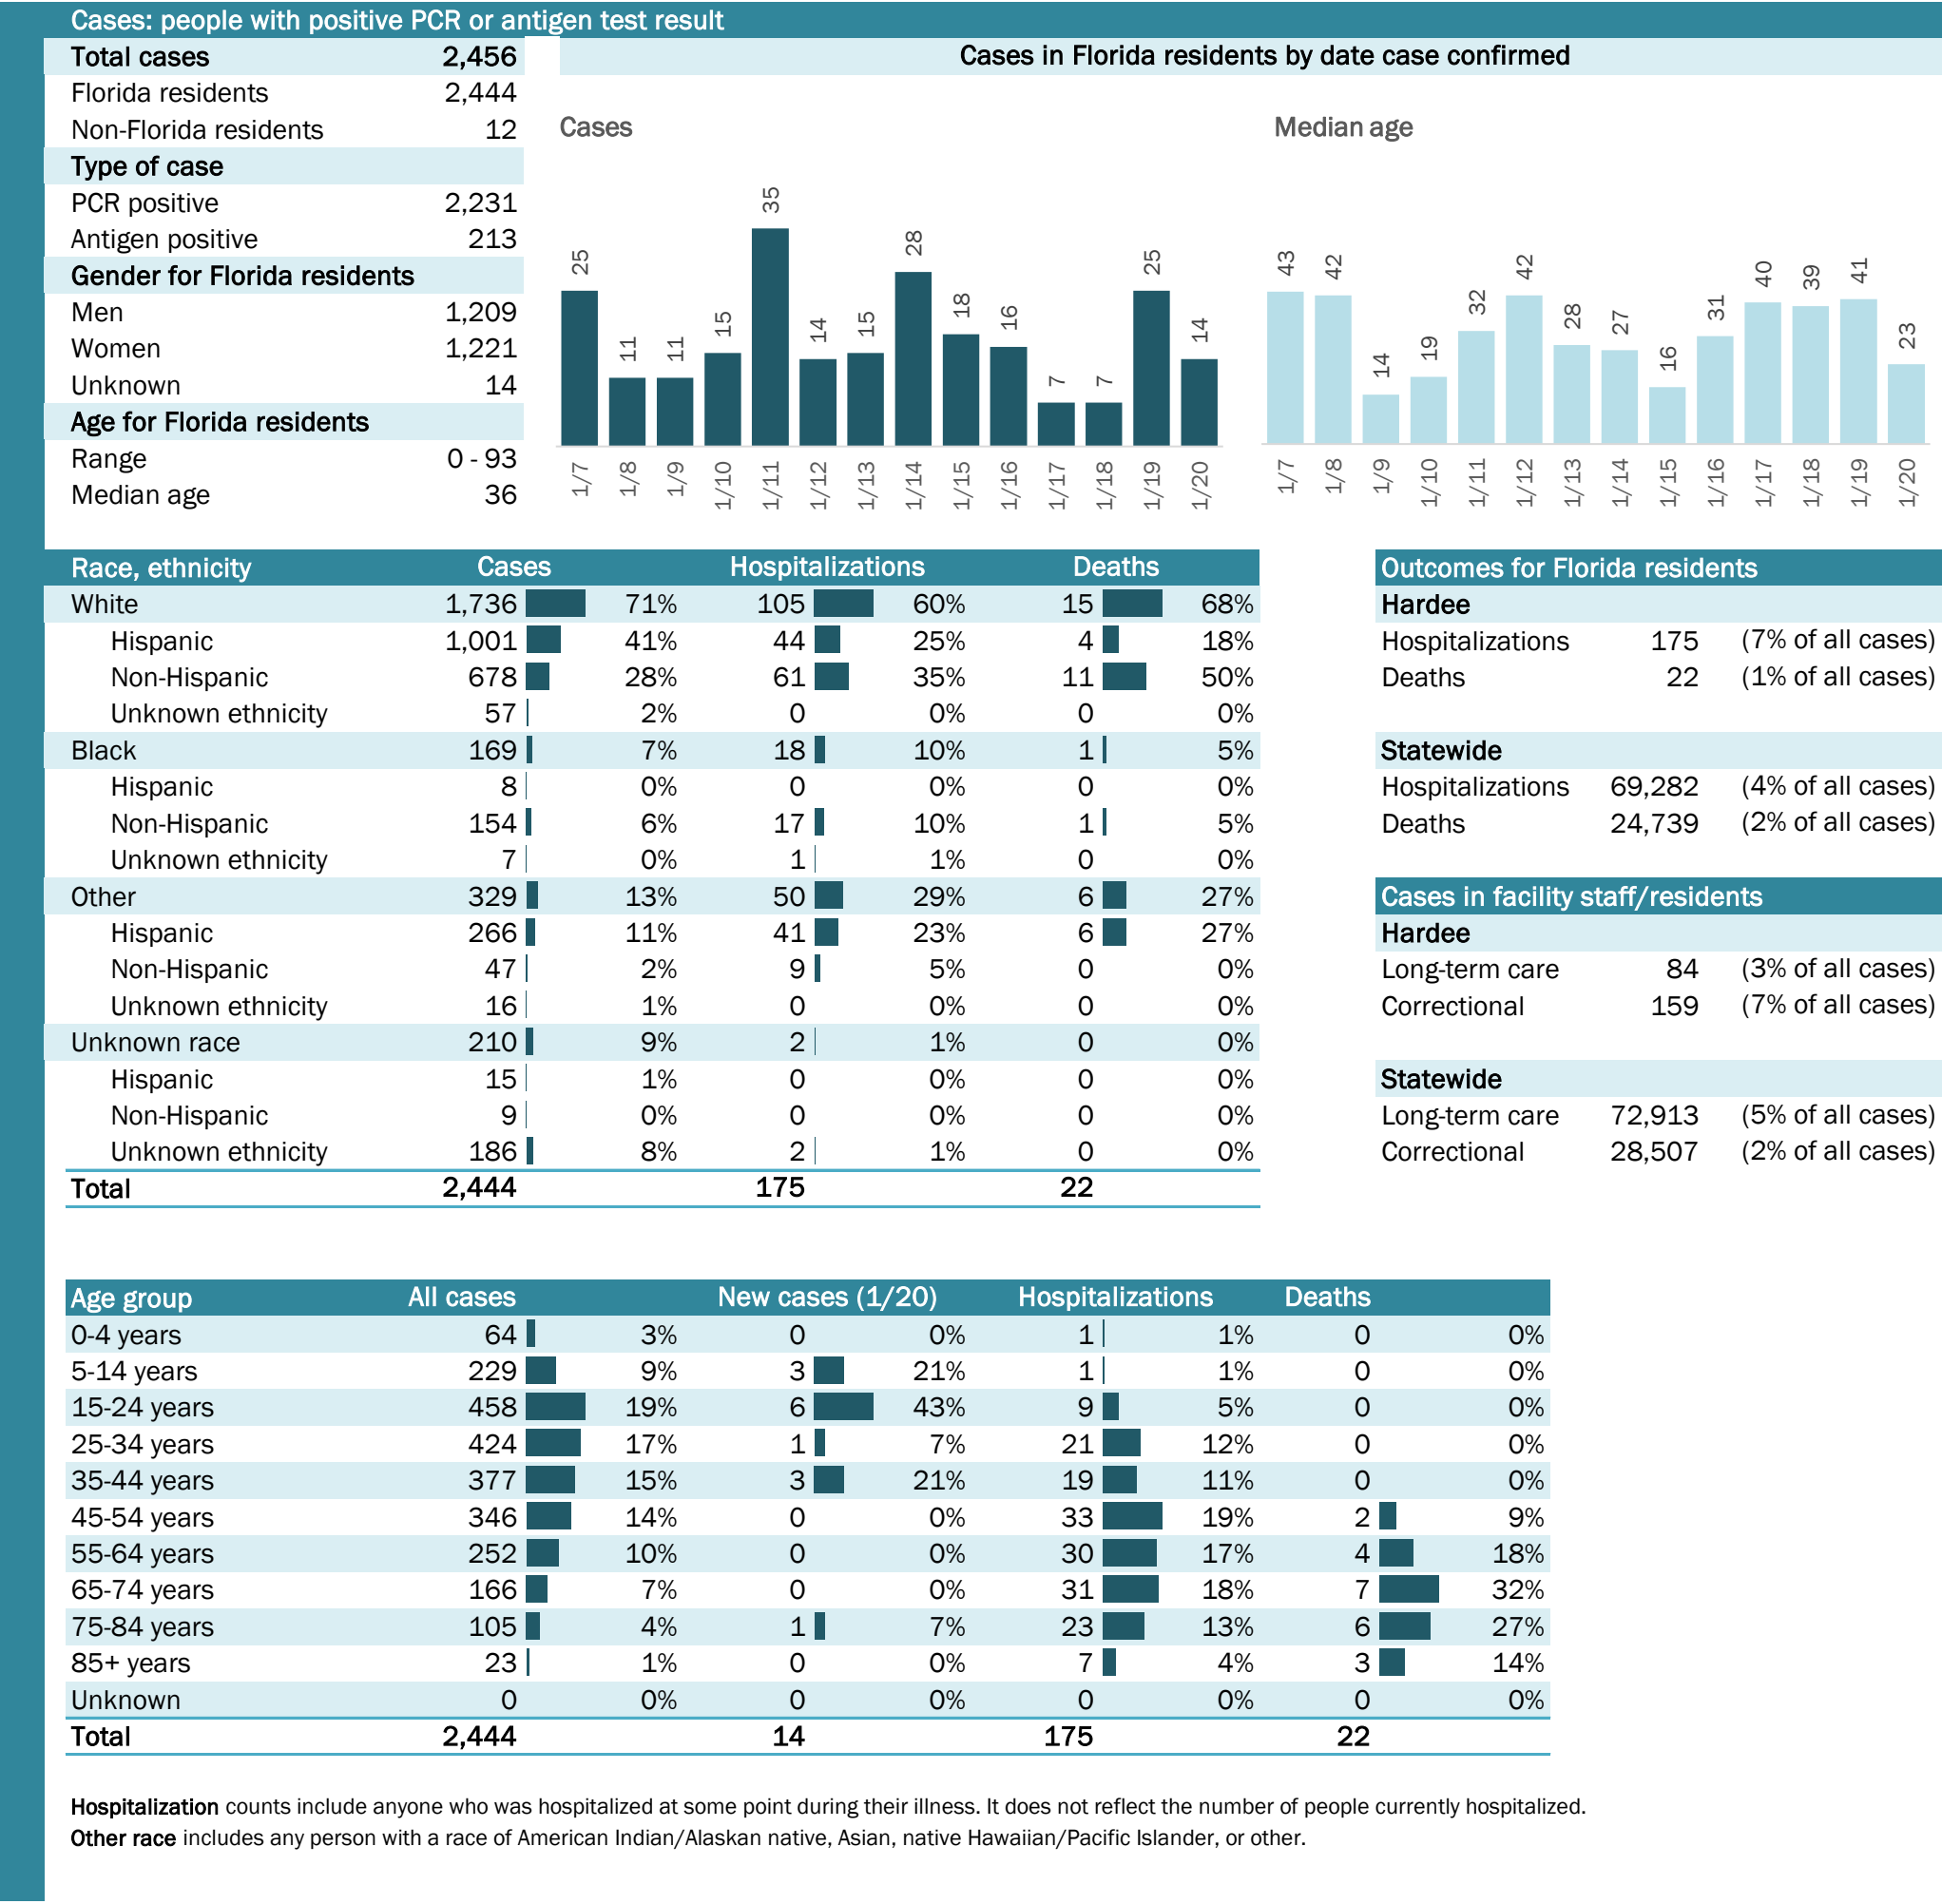 Cases: people with positive PCR or antigen test result
Total cases 2,456
Florida residents 2,444
Non-Florida residents 12
Type of case
PCR positive 2,231
Antigen positive 213
Gender for Florida residents
Men 1,209
Women 1,221
Unknown 14
Age for Florida residents
Range 0 - 93
Median age 36
Cases in Florida residents by date case confirmed
Cases
25 11 11 15 35 14 15 28 18 16 7 7 25 14
1/7 1/8 1/9 1/10 1/11 1/12 1/13 1/14 1/15 1/16 1/17 1/18 1/19 1/20
Median age
43 42 14 19 32 42 28 27 16 31 40 39 41 23
1/7 1/8 1/9 1/10 1/11 1/12 1/13 1/14 1/15 1/16 1/17 1/18 1/19 1/20
Race, ethnicity Cases Hospitalizations Deaths
White 1,736 71% 105 60% 15 68%
Hispanic 1,001 41% 44 25% 4 18%
Non-Hispanic 678 28% 61 35% 11 50%
Unknown ethnicity 57 2% 0 0% 0 0%
Black 169 7% 18 10% 1 5%
Hispanic 8 0% 0 0% 0 0%
Non-Hispanic 154 6% 17 10% 1 5%
Unknown ethnicity 7 0% 1 1% 0 0%
Other 329 13% 50 29% 6 27%
Hispanic 266 11% 41 23% 6 27%
Non-Hispanic 47 2% 9 5% 0 0%
Unknown ethnicity 16 1% 0 0% 0 0%
Unknown race 210 9% 2 1% 0 0%
Hispanic 15 1% 0 0% 0 0%
Non-Hispanic 9 0% 0 0% 0 0%
Unknown ethnicity 186 8% 2 1% 0 0%
Total 2,444 175 22
Outcomes for Florida residents
Hardee
Hospitalizations 175 (7% of all cases)
Deaths 22 (1% of all cases)
Statewide
Hospitalizations 69,282 (4% of all cases)
Deaths 24,739 (2% of all cases)
Cases in facility staff/residents
Hardee
Long-term care 84 (3% of all cases)
Correctional 159 (7% of all cases)
Statewide
Long-term care 72,913 (5% of all cases)
Correctional 28,507 (2% of all cases)
Age group All cases New cases (1/20) Hospitalizations Deaths
0-4 years 64 3% 0 0% 1 1% 0 0%
5-14 years 229 9% 3 21% 1 1% 0 0%
15-24 years 458 19% 6 43% 9 5% 0 0%
25-34 years 424 17% 1 7% 21 12% 0 0%
35-44 years 377 15% 3 21% 19 11% 0 0%
45-54 years 346 14% 0 0% 33 19% 2 9%
55-64 years 252 10% 0 0% 30 17% 4 18%
65-74 years 166 7% 0 0% 31 18% 7 32%
75-84 years 105 4% 1 7% 23 13% 6 27%
85+ years 23 1% 0 0% 7 4% 3 14%
Unknown 0 0% 0 0% 0 0% 0 0%
Total 2,444 14 175 22
Hospitalization counts include anyone who was hospitalized at some point during their illness. It does not reflect the number of people currently hospitalized.
Other race includes any person with a race of American Indian/Alaskan native, Asian, native Hawaiian/Pacific Islander, or other.